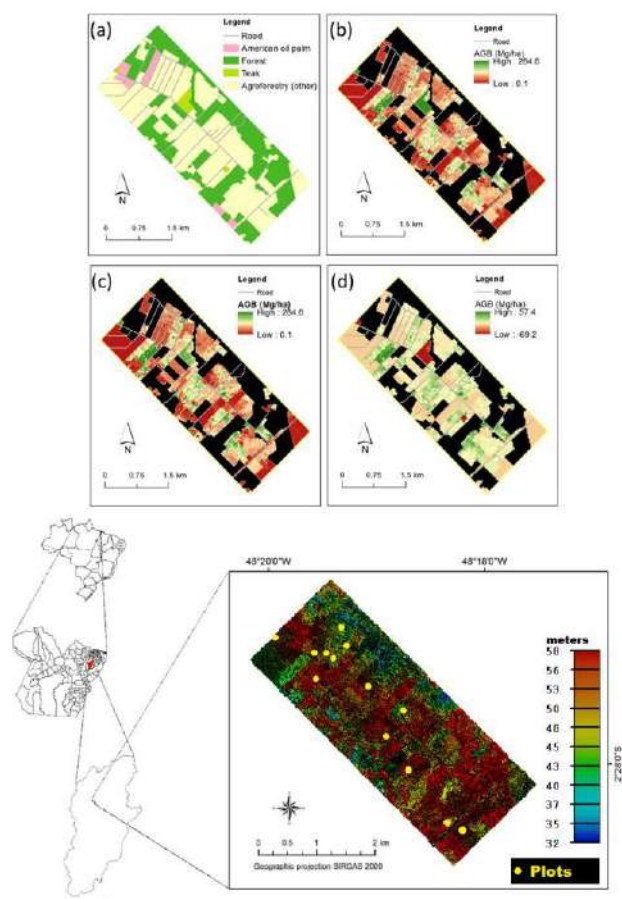 (a)
Legend
Road
American oil palm
Forest
Teak
Agroforestry (other)
N
0 0.75 1.5 km
(b)
Legend
Road
AGB (Mg/ha)
High : 264.6
Low : 0.1
N
0 0.75 1.5 km
(c)
Legend
Road
AGB (Mg/ha)
High : 264.6
Low : 0.1
N
0 0.75 1.5 km
(d)
Legend
Road
AGB (Mg/ha)
High : 57.4
Low : -69.2
N
0 0.75 1.5 km
48°20'0"W
48°18'0"W
meters
58
56
53
50
48
45
43
40
37
35
32
2°28'0"S
0 0.5 1 2 km
Geographic projection SIRGAS 2000
Plots